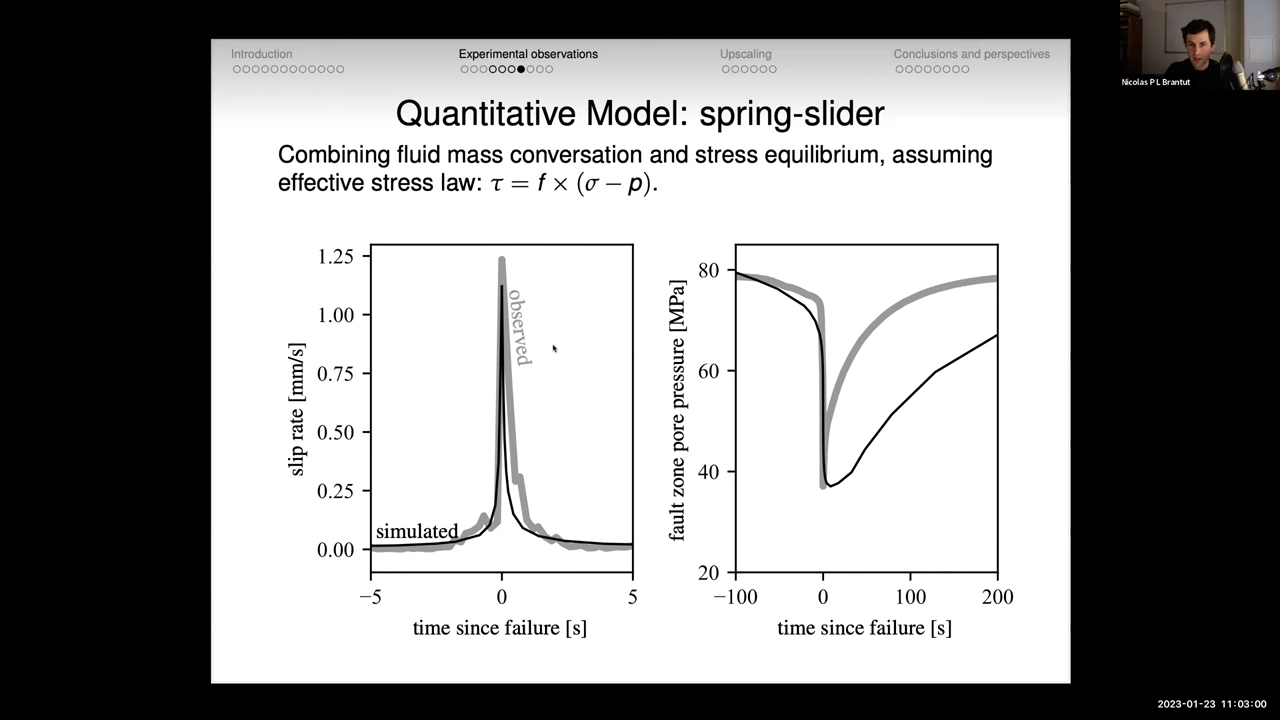 Introduction
Experimental observations
Upscaling
Conclusions and perspectives
Nicolas P L Brantut
Quantitative Model: spring-slider
Combining fluid mass conversation and stress equilibrium, assuming
effective stress law: τ = f × (σ − p).
1.25
1.00
0.75
0.50
0.25
0.00
slip rate [mm/s]
observed
simulated
−5
0
5
time since failure [s]
80
60
40
20
fault zone pore pressure [MPa]
−100
0
100
200
time since failure [s]
2023-01-23 11:03:00